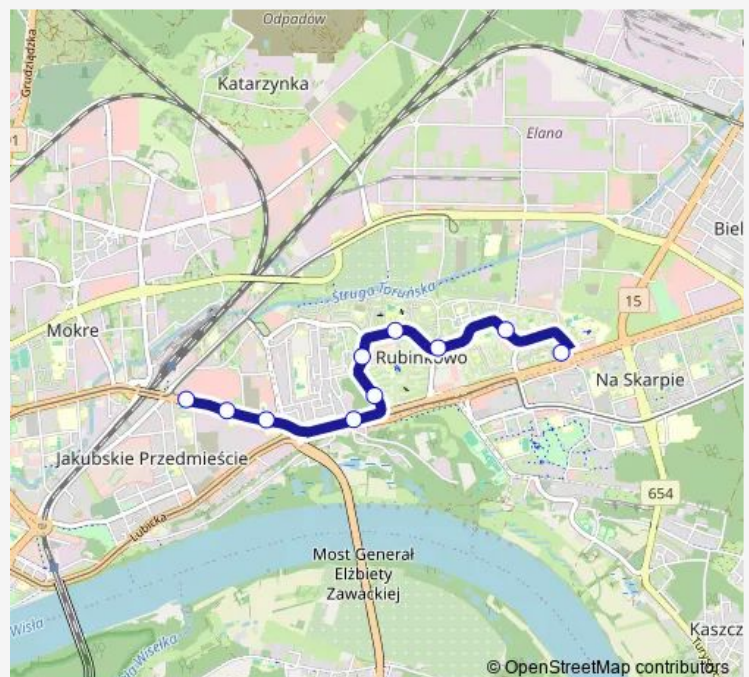 Odpadów
Grudziądzka
Katarzynka
Elana
Biel
Struga Toruńska
15
Mokre
Rubinkowo
Na Skarpie
Jakubskie Przedmieście
654
Lubicka
Most Generał
Elżbiety
Zawackiej
Wisła
Kaszcz
© OpenStreetMap contributors